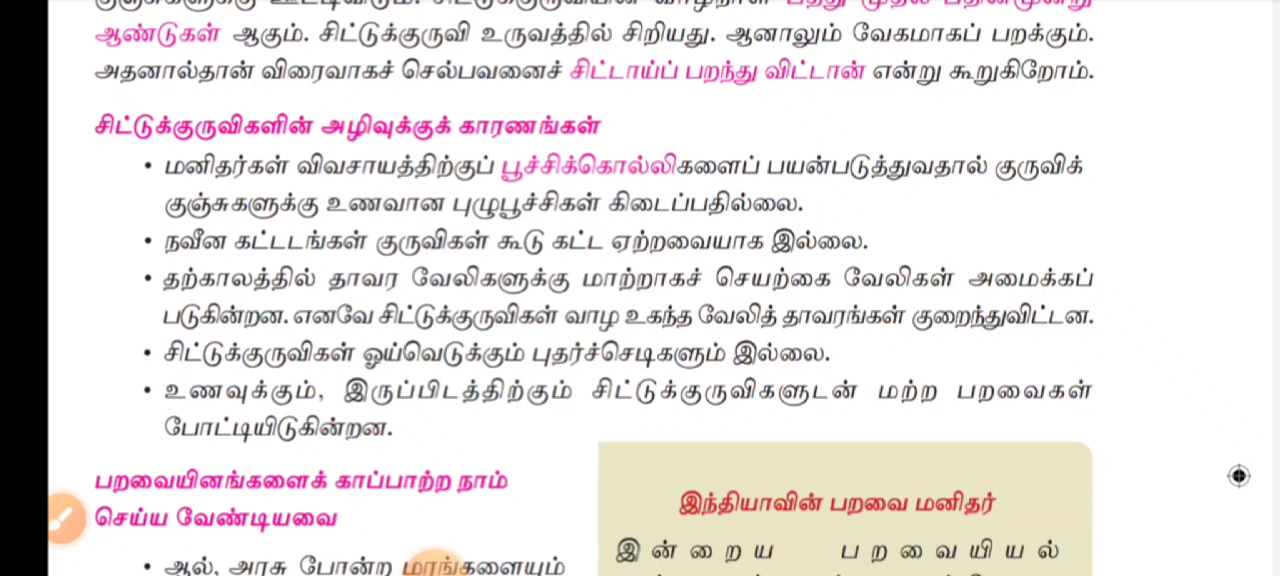 ஆண்டுகள் ஆகும். சிட்டுக்குருவி உருவத்தில் சிறியது. ஆனாலும் வேகமாகப் பறக்கும்.
அதனால்தான் விரைவாகச் செல்பவனைச் சிட்டாய்ப் பறந்து விட்டான் என்று கூறுகிறோம்.
சிட்டுக்குருவிகளின் அழிவுக்குக் காரணங்கள்
• மனிதர்கள் விவசாயத்திற்குப் பூச்சிக்கொல்லிகளைப் பயன்படுத்துவதால் குருவிக்
குஞ்சுகளுக்கு உணவான புழுபூச்சிகள் கிடைப்பதில்லை.
• நவீன கட்டடங்கள் குருவிகள் கூடு கட்ட ஏற்றவையாக இல்லை.
• தற்காலத்தில் தாவர வேலிகளுக்கு மாற்றாகச் செயற்கை வேலிகள் அமைக்கப்
படுகின்றன. எனவே சிட்டுக்குருவிகள் வாழ உகந்த வேலித் தாவரங்கள் குறைந்துவிட்டன.
• சிட்டுக்குருவிகள் ஓய்வெடுக்கும் புதர்ச்செடிகளும் இல்லை.
• உணவுக்கும், இருப்பிடத்திற்கும் சிட்டுக்குருவிகளுடன் மற்ற பறவைகள்
போட்டியிடுகின்றன.
பறவையினங்களைக் காப்பாற்ற நாம்
செய்ய வேண்டியவை
• ஆல், அரசு போன்ற மரங்களையும்
இந்தியாவின் பறவை மனிதர்
இன்றைய பறவையியல்